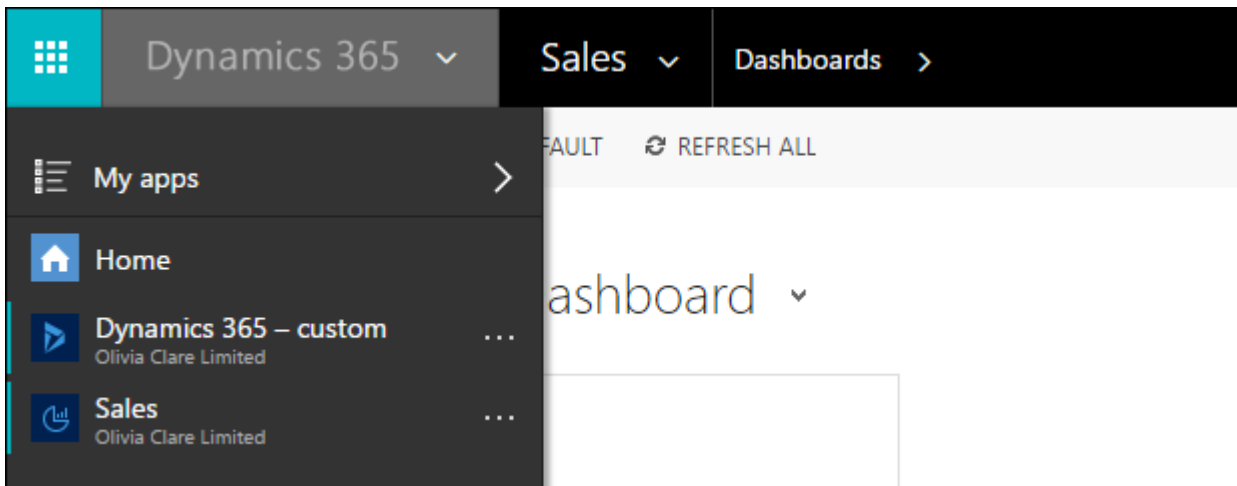 Dynamics 365
Sales
Dashboards
FAULT
REFRESH ALL
My apps
Home
ashboard
Dynamics 365 – custom
Olivia Clare Limited
Sales
Olivia Clare Limited